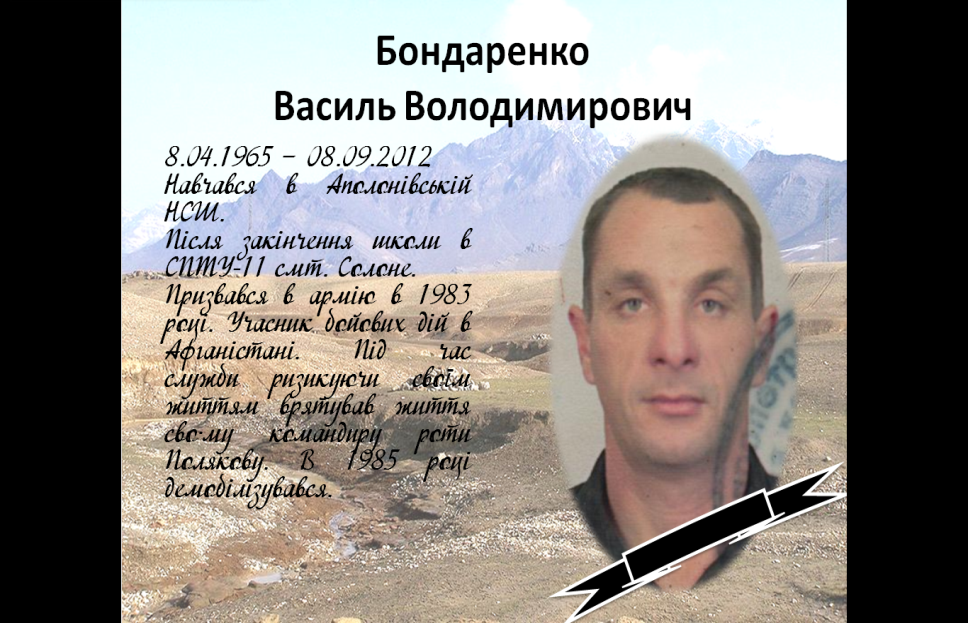 Бондаренко
Василь Володимирович
8.04.1965 – 08.09.2012
Навчався в Аполонівській
НСШ.
Після закінчення школи в
СПТУ-11 смт. Солоне.
Призвався в армію в 1983
році. Учасник бойових дій в
Афганістані. Під час
служби ризикуючи своїм
життям врятував життя
сво-му командиру роти
Полякову. В 1985 році
демобілізувався.